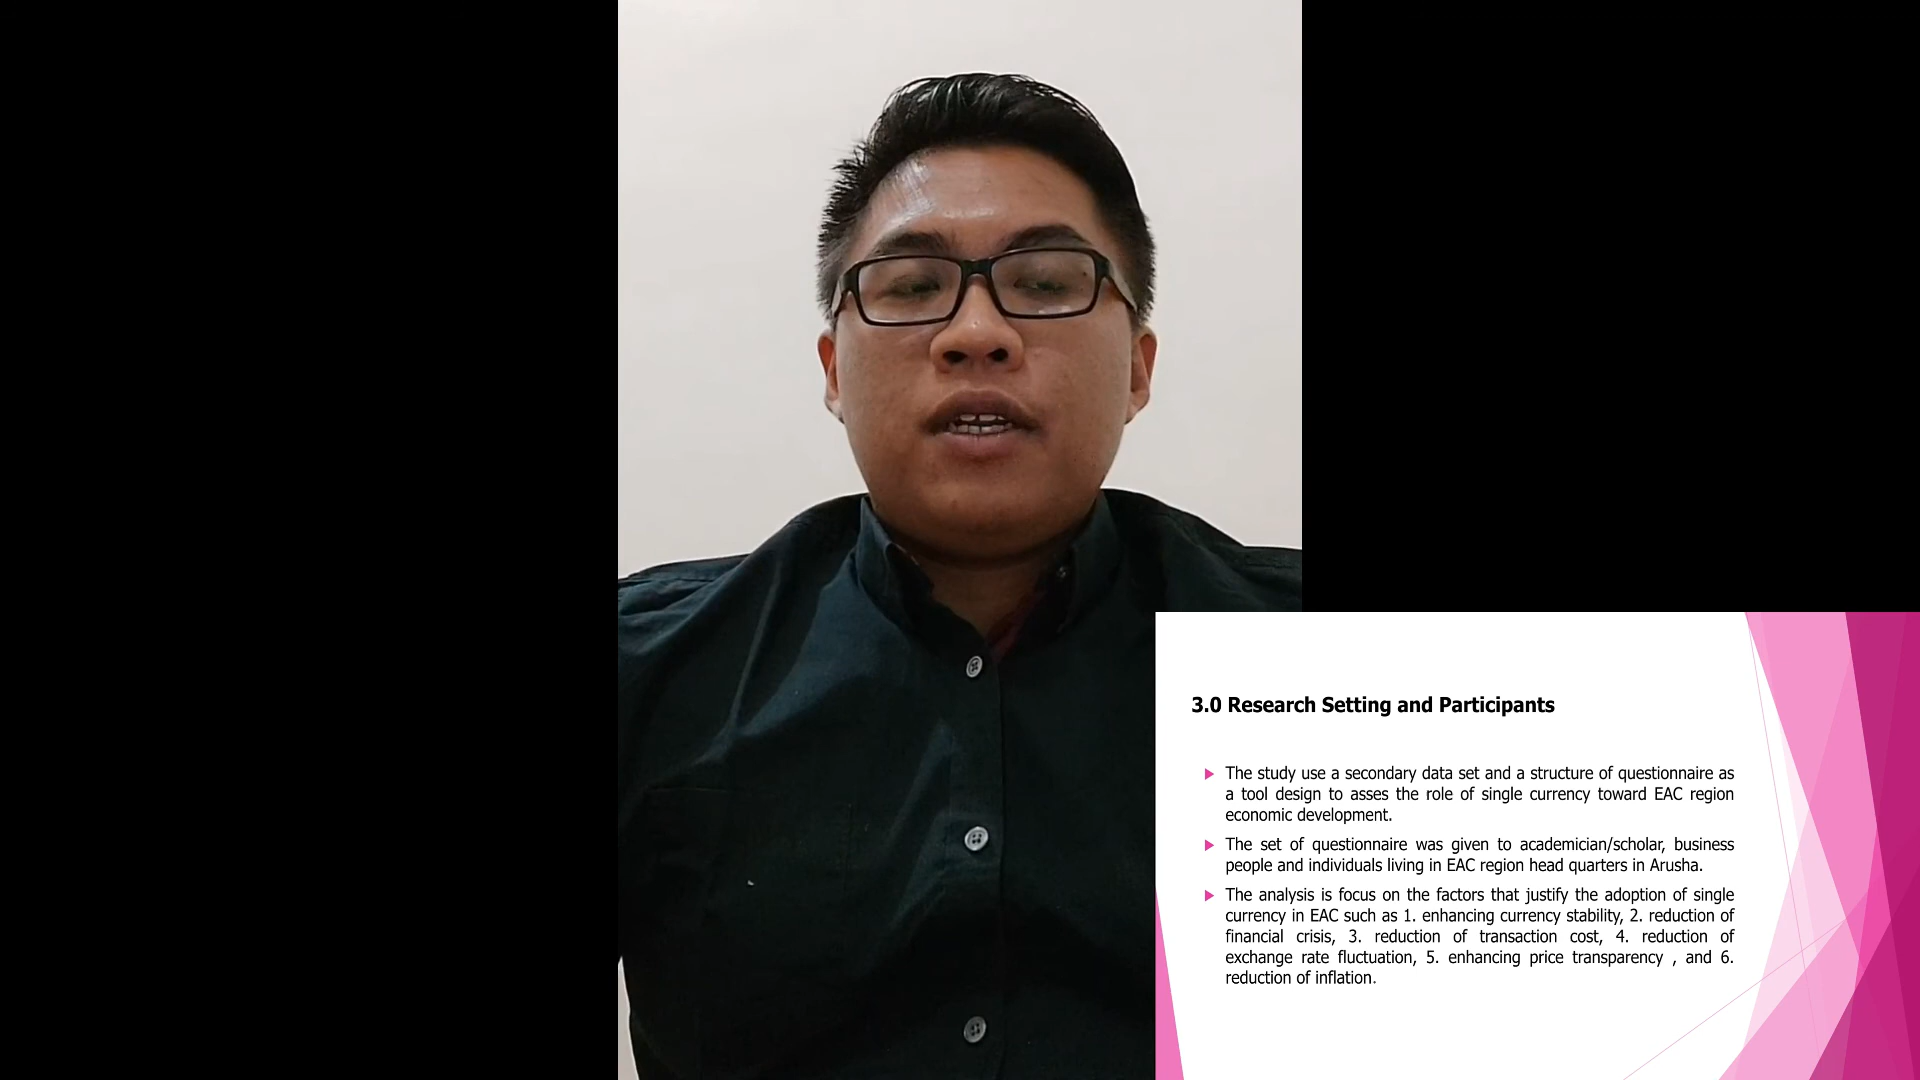 3.0 Research Setting and Participants
The study use a secondary data set and a structure of questionnaire as
a tool design to asses the role of single currency toward EAC region
economic development.
The set of questionnaire was given to academician/scholar, business
people and individuals living in EAC region head quarters in Arusha.
The analysis is focus on the factors that justify the adoption of single
currency in EAC such as 1. enhancing currency stability, 2. reduction of
financial crisis, 3. reduction of transaction cost, 4. reduction of
exchange rate fluctuation, 5. enhancing price transparency , and 6.
reduction of inflation.